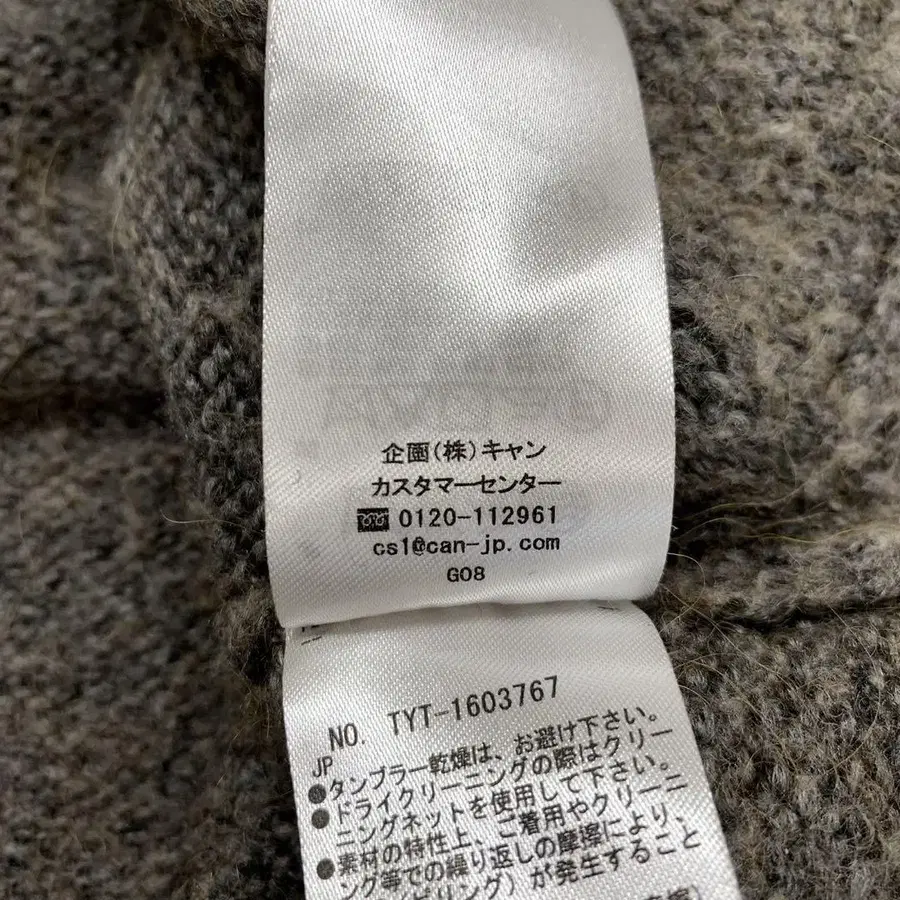 企画(株)キャン
カスタマーセンター
0120-112961
cs1@can-jp.com
G08
NO. TYT-1603767
JP
●タンブラー乾燥は、お避け下さい。
●ドライクリーニングの際はクリー
ニングネットを使用して下さい。
●素材の特性上、ご着用やクリーニ
ング等での繰り返しの摩擦により、
ピリング)が発生すること